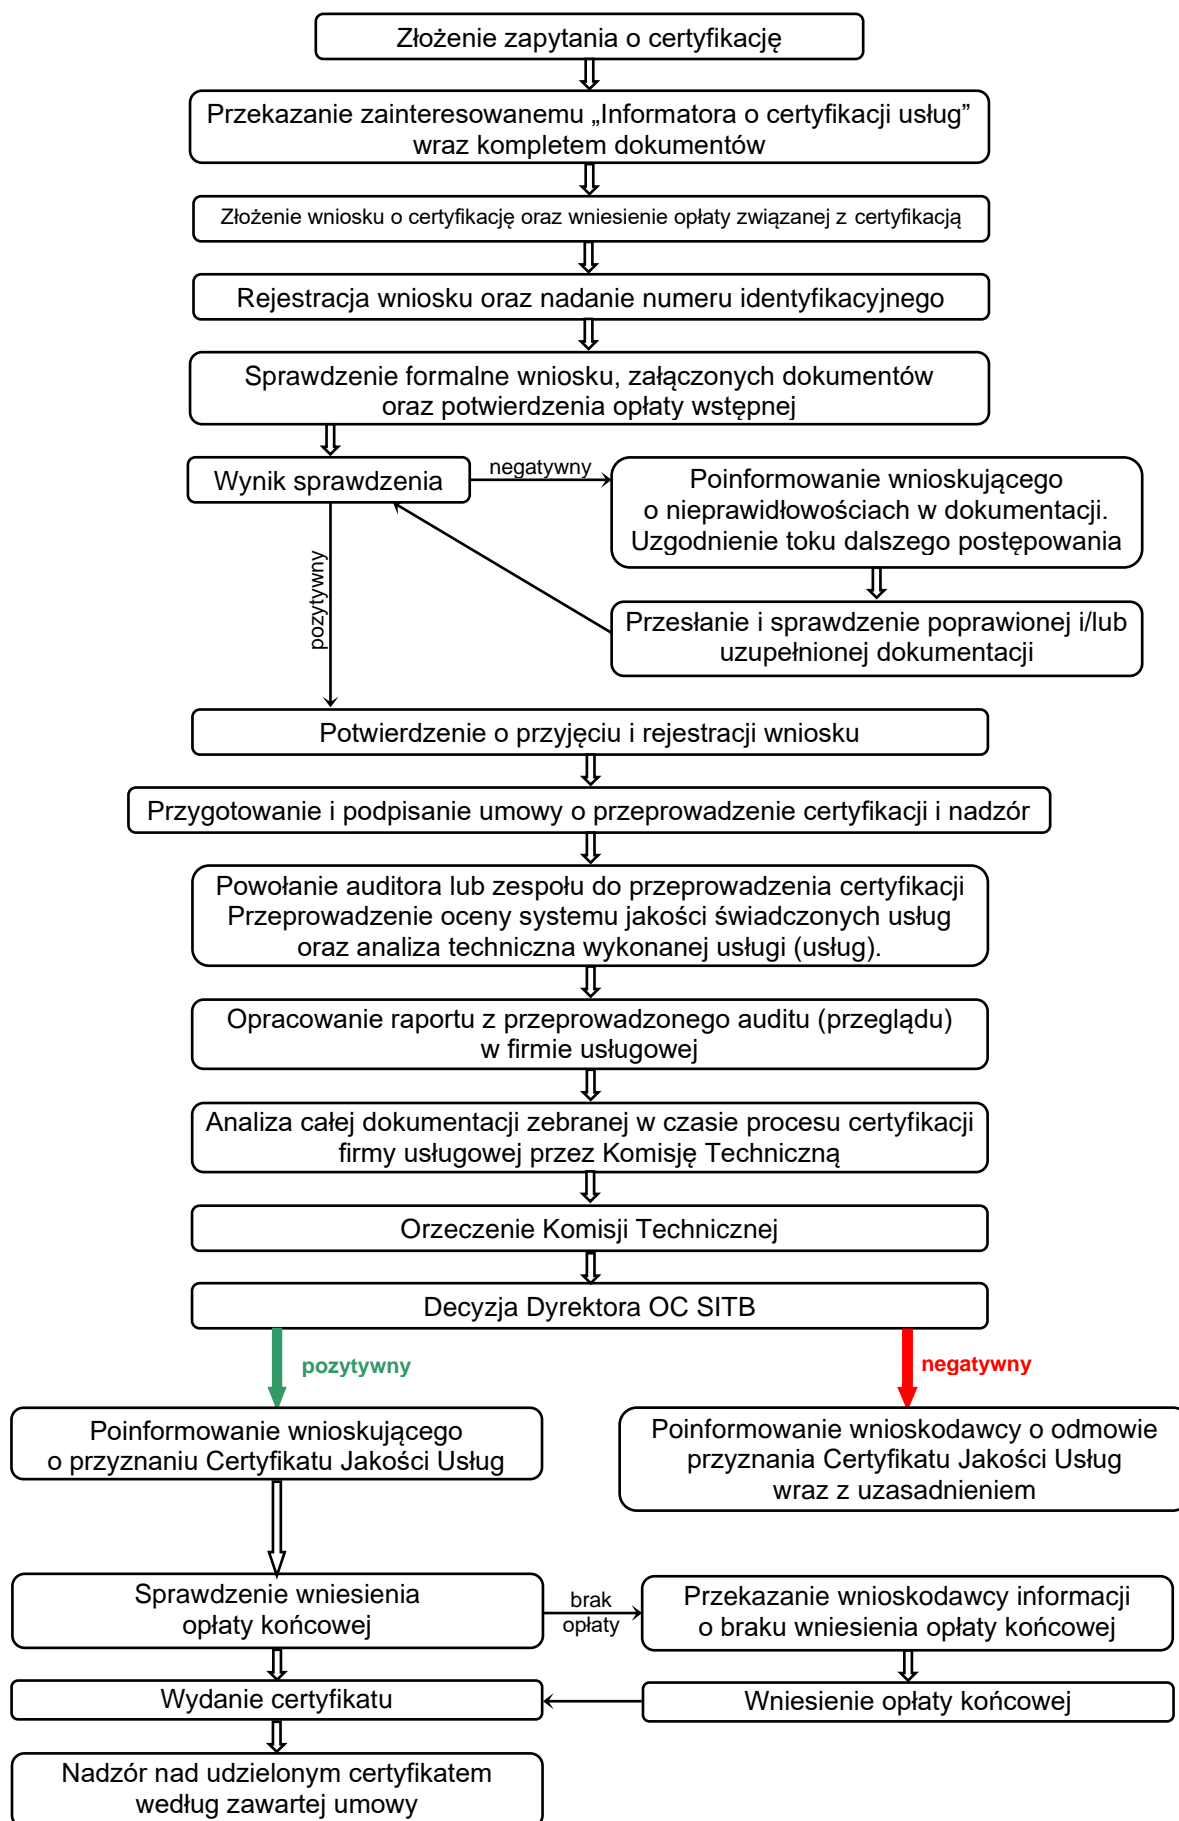 Złożenie zapytania o certyfikację
Przekazanie zainteresowanemu „Informatora o certyfikacji usług”
wraz kompletem dokumentów
Złożenie wniosku o certyfikację oraz wniesienie opłaty związanej z certyfikacją
Rejestracja wniosku oraz nadanie numeru identyfikacyjnego
Sprawdzenie formalne wniosku, załączonych dokumentów
oraz potwierdzenia opłaty wstępnej
Wynik sprawdzenia
negatywny
Poinformowanie wnioskującego
o nieprawidłowościach w dokumentacji.
Uzgodnienie toku dalszego postępowania
pozytywny
Przesłanie i sprawdzenie poprawionej i/lub
uzupełnionej dokumentacji
Potwierdzenie o przyjęciu i rejestracji wniosku
Przygotowanie i podpisanie umowy o przeprowadzenie certyfikacji i nadzór
Powołanie auditora lub zespołu do przeprowadzenia certyfikacji
Przeprowadzenie oceny systemu jakości świadczonych usług
oraz analiza techniczna wykonanej usługi (usług).
Opracowanie raportu z przeprowadzonego auditu (przeglądu)
w firmie usługowej
Analiza całej dokumentacji zebranej w czasie procesu certyfikacji
firmy usługowej przez Komisję Techniczną
Orzeczenie Komisji Technicznej
Decyzja Dyrektora OC SITB
pozytywny
negatywny
Poinformowanie wnioskującego
o przyznaniu Certyfikatu Jakości Usług
Poinformowanie wnioskodawcy o odmowie
przyznania Certyfikatu Jakości Usług
wraz z uzasadnieniem
Sprawdzenie wniesienia
opłaty końcowej
brak
opłaty
Przekazanie wnioskodawcy informacji
o braku wniesienia opłaty końcowej
Wydanie certyfikatu
Wniesienie opłaty końcowej
Nadzór nad udzielonym certyfikatem
według zawartej umowy